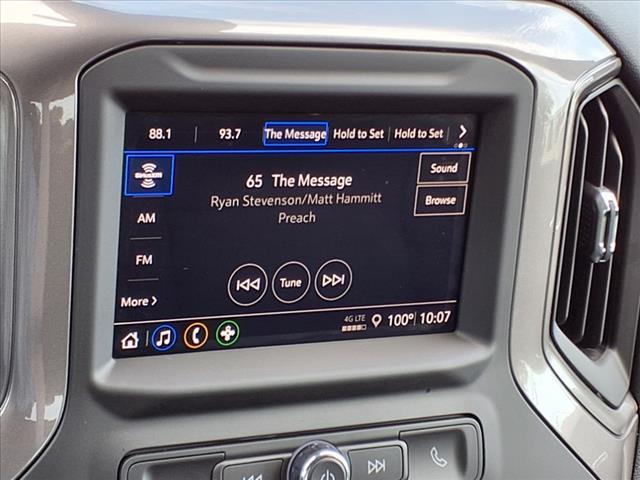 88.1 93.7 The Message Hold to Set Hold to Set
SIRIUSXM
65 The Message
Sound
Ryan Stevenson/Matt Hammitt
Browse
AM
Preach
FM
Tune
More
4G LTE
100° 10:07